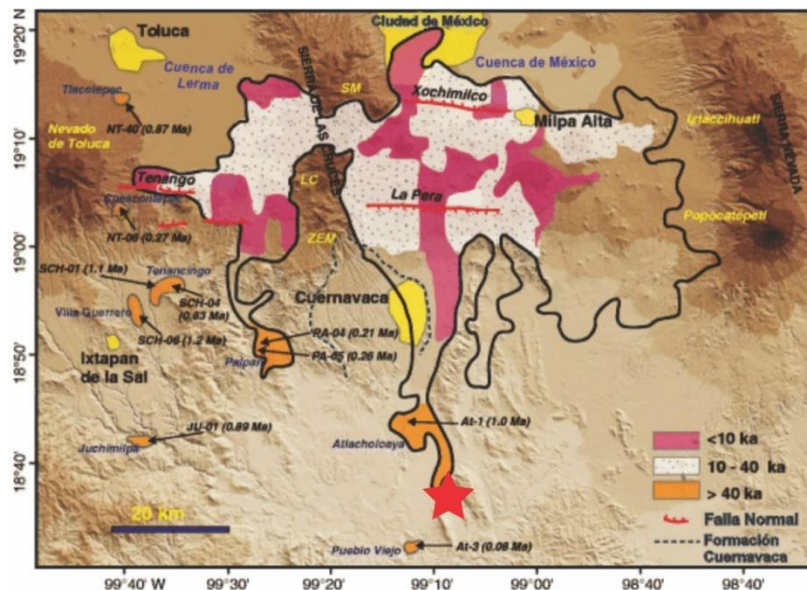 Ciudad de México
Toluca
Cuenca de
Lerma
Cuenca de México
Tlacotepec
NT-40 (0.87 Ma)
Nevado
de Toluca
SIERRA DE LAS CRUCES
SM
Xochimilco
Milpa Alta
Iztaccíhuatl
SIERRA NEVADA
Tenango
LC
La Pera
Popocatépetl
NT-06 (0.27 Ma)
ZEM
SCH-01 (1.1 Ma)
Tenancingo
SCH-04
(0.83 Ma)
Villa Guerrero
SCH-06 (1.2 Ma)
Cuernavaca
PA-04 (0.21 Ma)
PA-05 (0.26 Ma)
Palpan
Ixtapan
de la Sal
JU-01 (0.89 Ma)
Juchimilpa
At-1 (1.0 Ma)
Atlacholoaya
Pueblo Viejo
At-3 (0.08 Ma)
20 km
<10 ka
10 - 40 ka
> 40 ka
Falla Normal
Formación
Cuernavaca
19°20' N
19°10'
19°00'
18°50'
18°40'
99°40' W
99°30'
99°20'
99°10'
99°00'
98°50'
98°40'